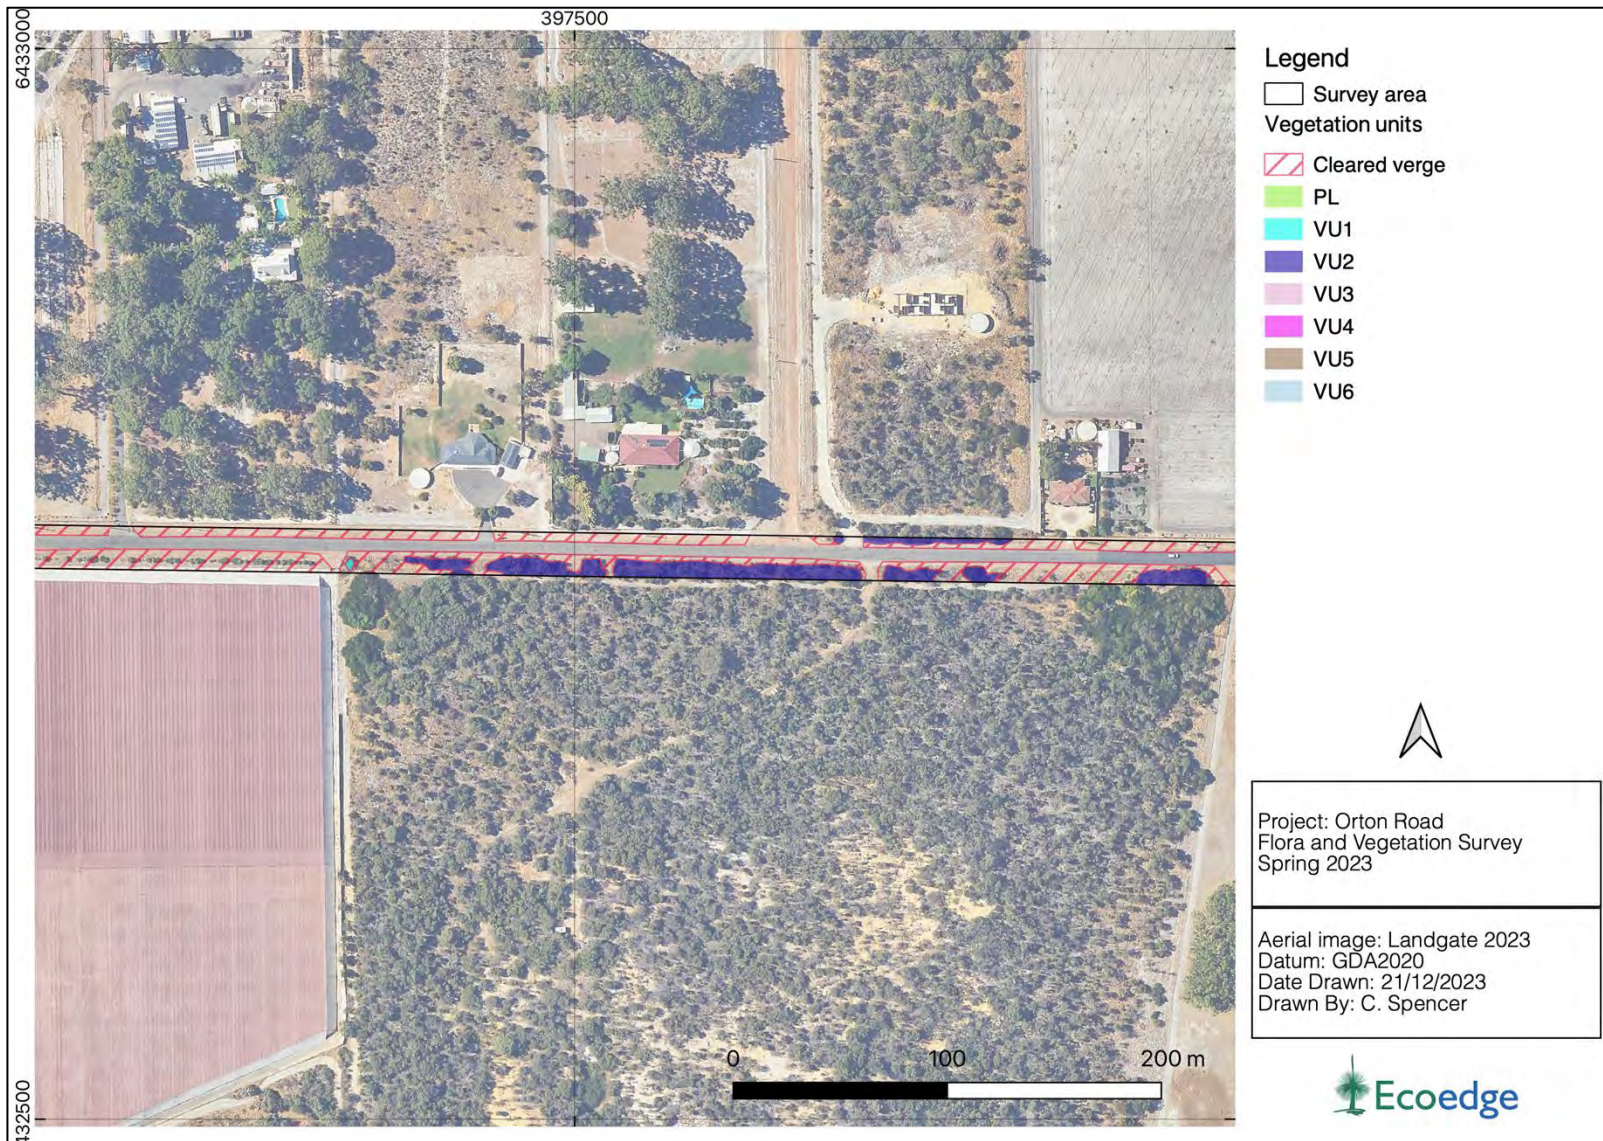 397500
6433000
Legend
Survey area
Vegetation units
Cleared verge
PL
VU1
VU2
VU3
VU4
VU5
VU6
Project: Orton Road
Flora and Vegetation Survey
Spring 2023
Aerial image: Landgate 2023
Datum: GDA2020
Date Drawn: 21/12/2023
Drawn By: C. Spencer
0 100 200 m
Ecoedge